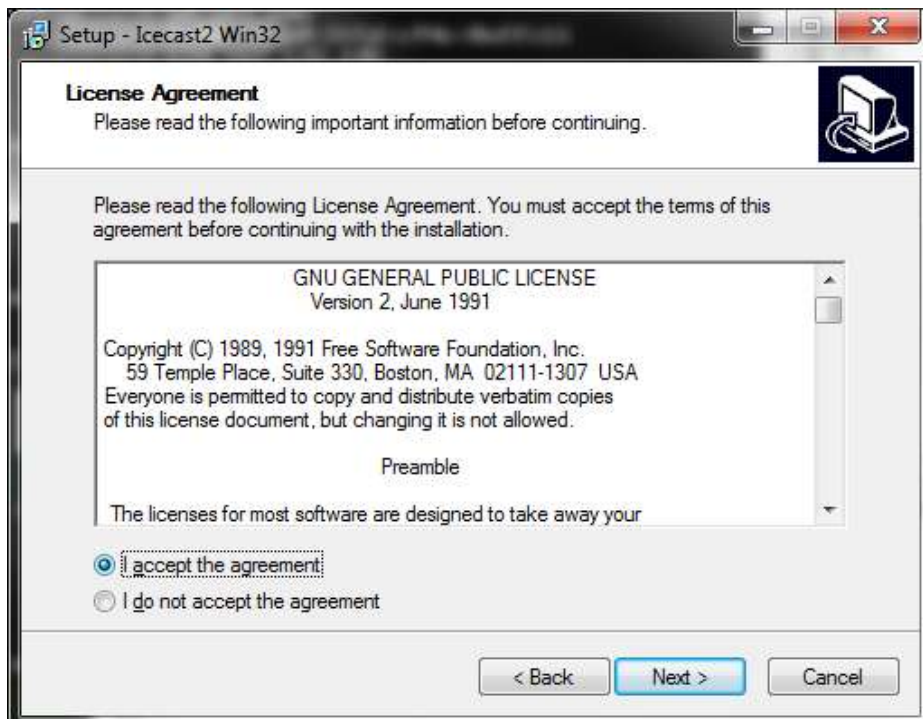 Setup - Icecast2 Win32
License Agreement
Please read the following important information before continuing.
Please read the following License Agreement. You must accept the terms of this
agreement before continuing with the installation.
GNU GENERAL PUBLIC LICENSE
Version 2, June 1991
Copyright (C) 1989, 1991 Free Software Foundation, Inc.
59 Temple Place, Suite 330, Boston, MA  02111-1307  USA
Everyone is permitted to copy and distribute verbatim copies
of this license document, but changing it is not allowed.
Preamble
The licenses for most software are designed to take away your
I accept the agreement
I do not accept the agreement
< Back
Next >
Cancel